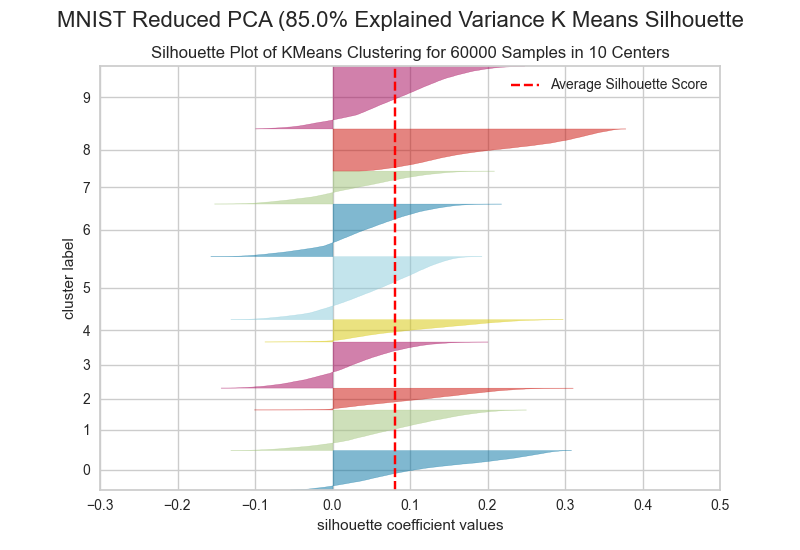 MNIST Reduced PCA (85.0% Explained Variance K Means Silhouette
Silhouette Plot of KMeans Clustering for 60000 Samples in 10 Centers
Average Silhouette Score
cluster label
9
8
7
6
5
4
3
2
1
0
−0.3 −0.2 −0.1 0.0 0.1 0.2 0.3 0.4 0.5
silhouette coefficient values